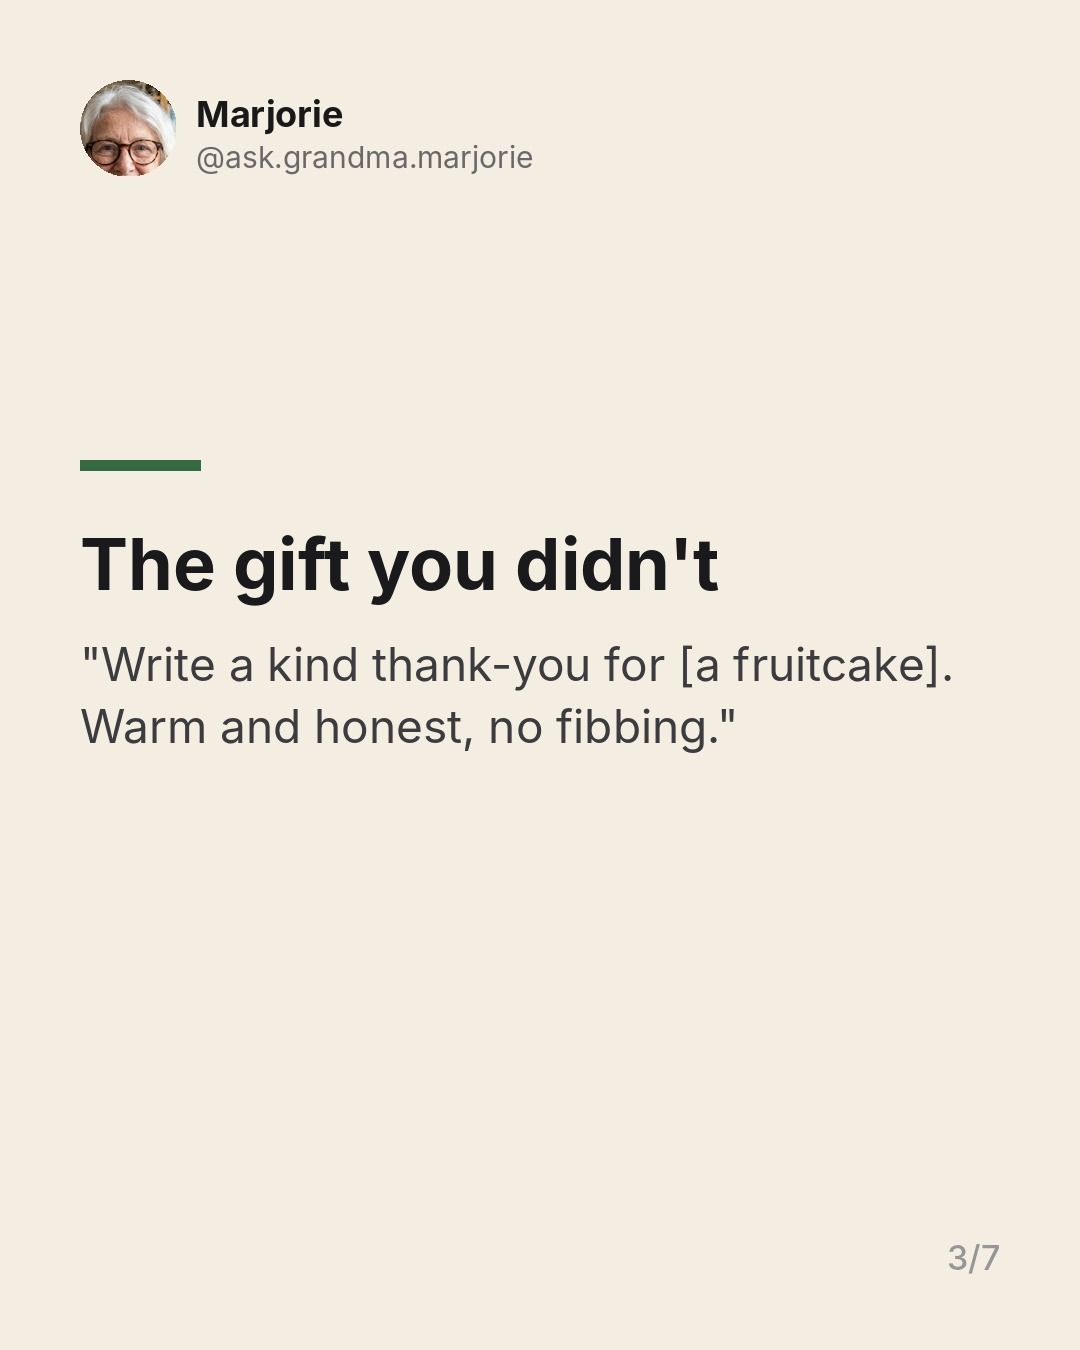 Marjorie
@ask.grandma.marjorie
The gift you didn't
"Write a kind thank-you for [a fruitcake].
Warm and honest, no fibbing."
3/7